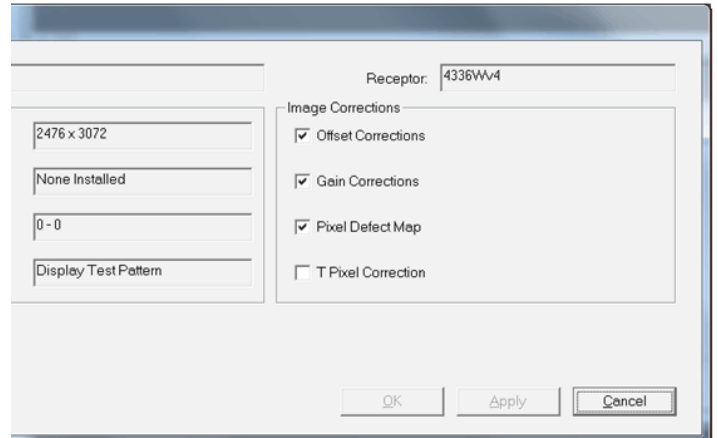 Receptor: 4336Wv4
Image Corrections
2476 x 3072
Offset Corrections
None Installed
Gain Corrections
0 - 0
Pixel Defect Map
Display Test Pattern
T Pixel Correction
OK Apply Cancel